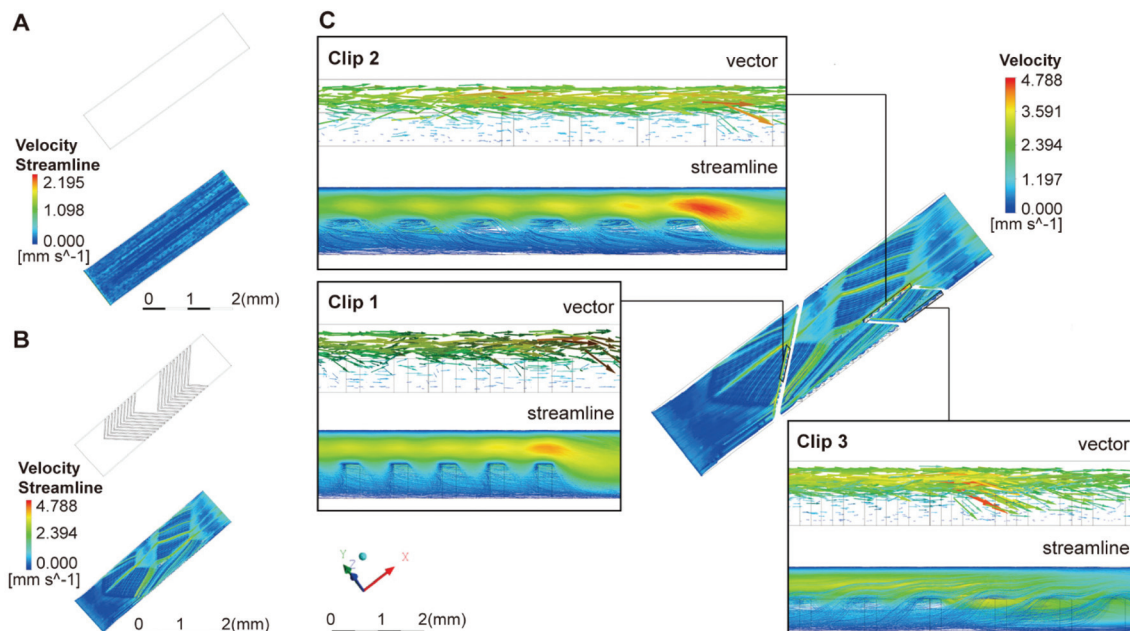 A
Velocity
Streamline
2.195
1.098
0.000
[mm s^-1]
0 1 2(mm)
B
Velocity
Streamline
4.788
2.394
0.000
[mm s^-1]
0 1 2(mm)
C
Clip 2
vector
streamline
Clip 1
vector
streamline
Velocity
4.788
3.591
2.394
1.197
0.000
[mm s^-1]
Clip 3
vector
streamline
Y
Z
X
0 1 2(mm)